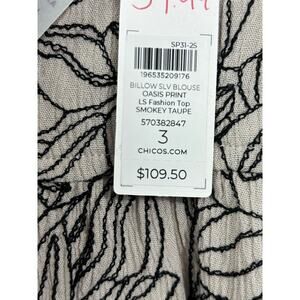 SP31-25
196535209176
BILLOW SLV BLOUSE
OASIS PRINT
LS Fashion Top
SMOKEY TAUPE
570382847
3
CHICOS.COM
$109.50